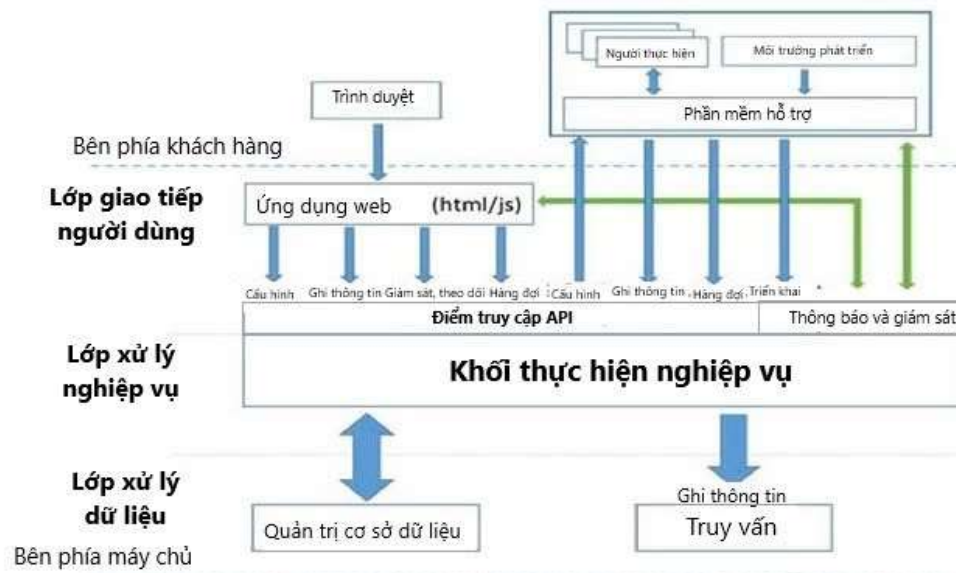 Người thực hiện
Môi trường phát triển
Trình duyệt
Phần mềm hỗ trợ
Bên phía khách hàng
Lớp giao tiếp
người dùng
Ứng dụng web (html/js)
Cấu hình
Ghi thông tin
Giám sát, theo dõi
Hàng đợi
Cấu hình
Ghi thông tin
Hàng đợi
Triển khai
Điểm truy cập API
Thông báo và giám sát
Lớp xử lý
nghiệp vụ
Khối thực hiện nghiệp vụ
Lớp xử lý
dữ liệu
Quản trị cơ sở dữ liệu
Ghi thông tin
Truy vấn
Bên phía máy chủ